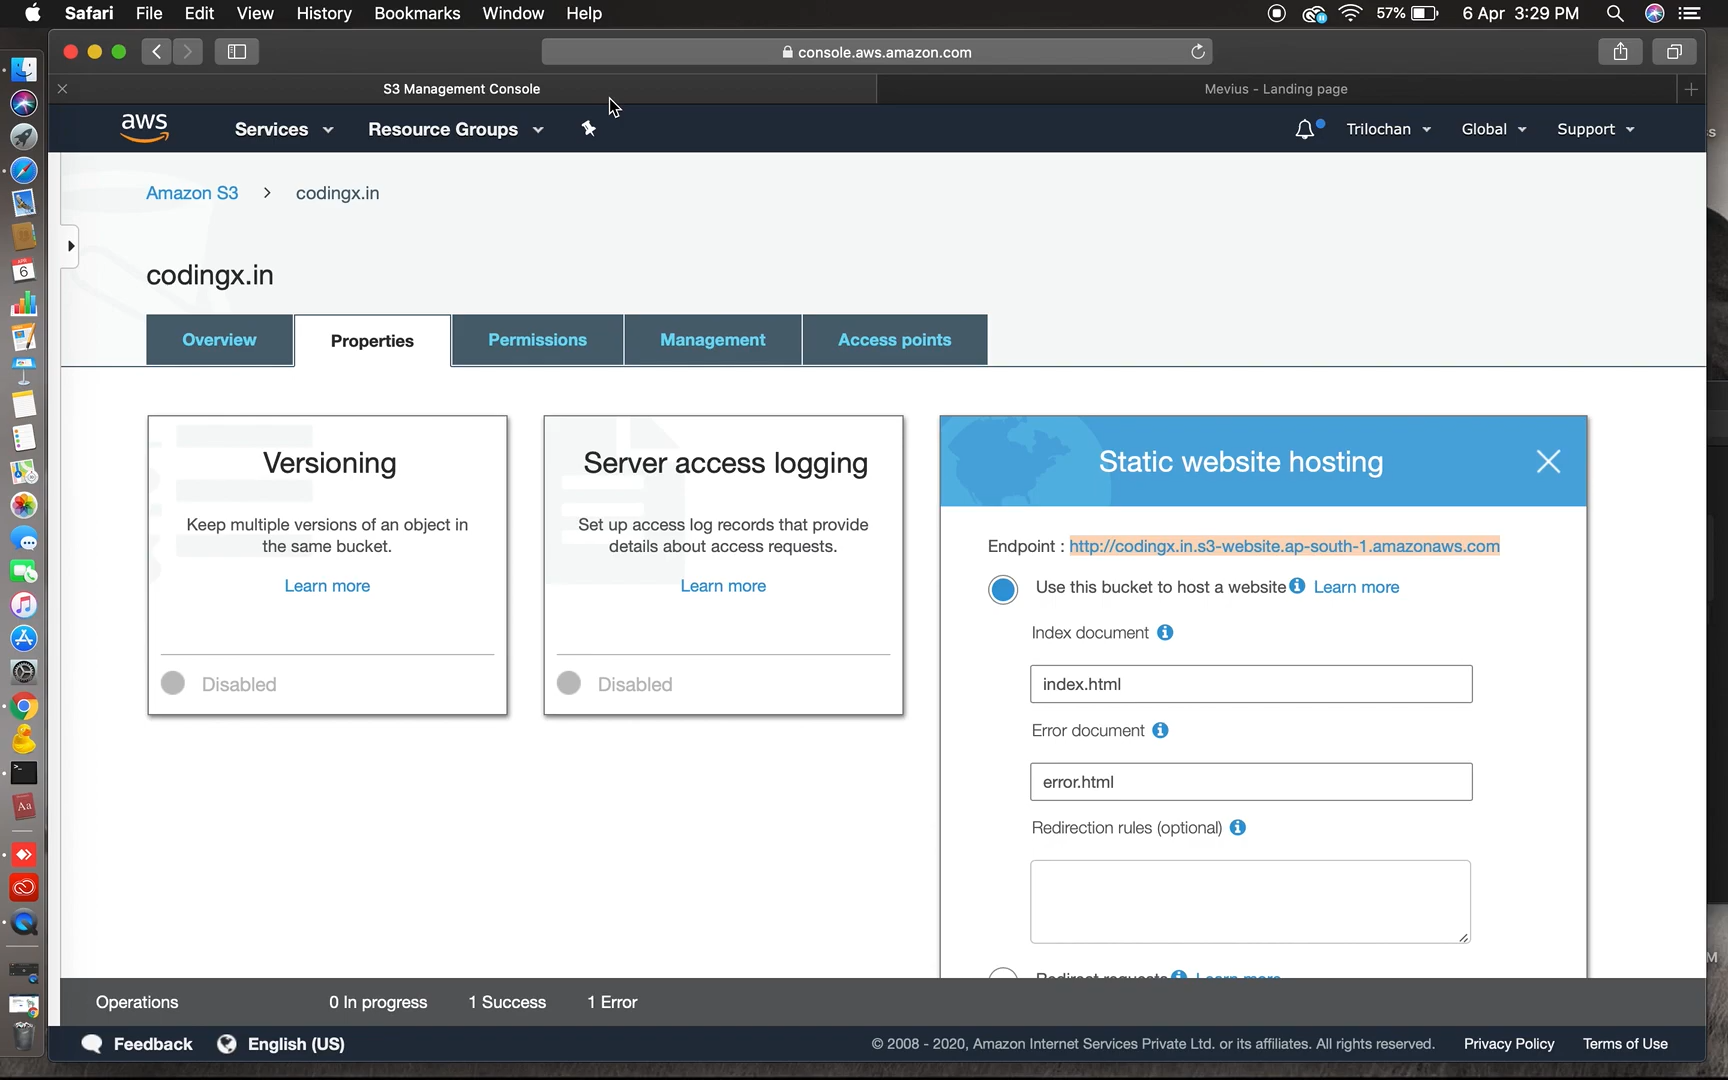 Safari File Edit View History Bookmarks Window Help 57% 6 Apr 3:29 PM
console.aws.amazon.com
S3 Management Console Mevius - Landing page
aws Services Resource Groups Trilochan Global Support
Amazon S3 > codingx.in
codingx.in
Overview Properties Permissions Management Access points
Versioning
Keep multiple versions of an object in
the same bucket.
Learn more
Disabled
Server access logging
Set up access log records that provide
details about access requests.
Learn more
Disabled
Static website hosting
Endpoint : http://codingx.in.s3-website.ap-south-1.amazonaws.com
Use this bucket to host a website Learn more
Index document
index.html
Error document
error.html
Redirection rules (optional)
Redirect requests Learn more
Operations 0 In progress 1 Success 1 Error
Feedback English (US) © 2008 - 2020, Amazon Internet Services Private Ltd. or its affiliates. All rights reserved. Privacy Policy Terms of Use